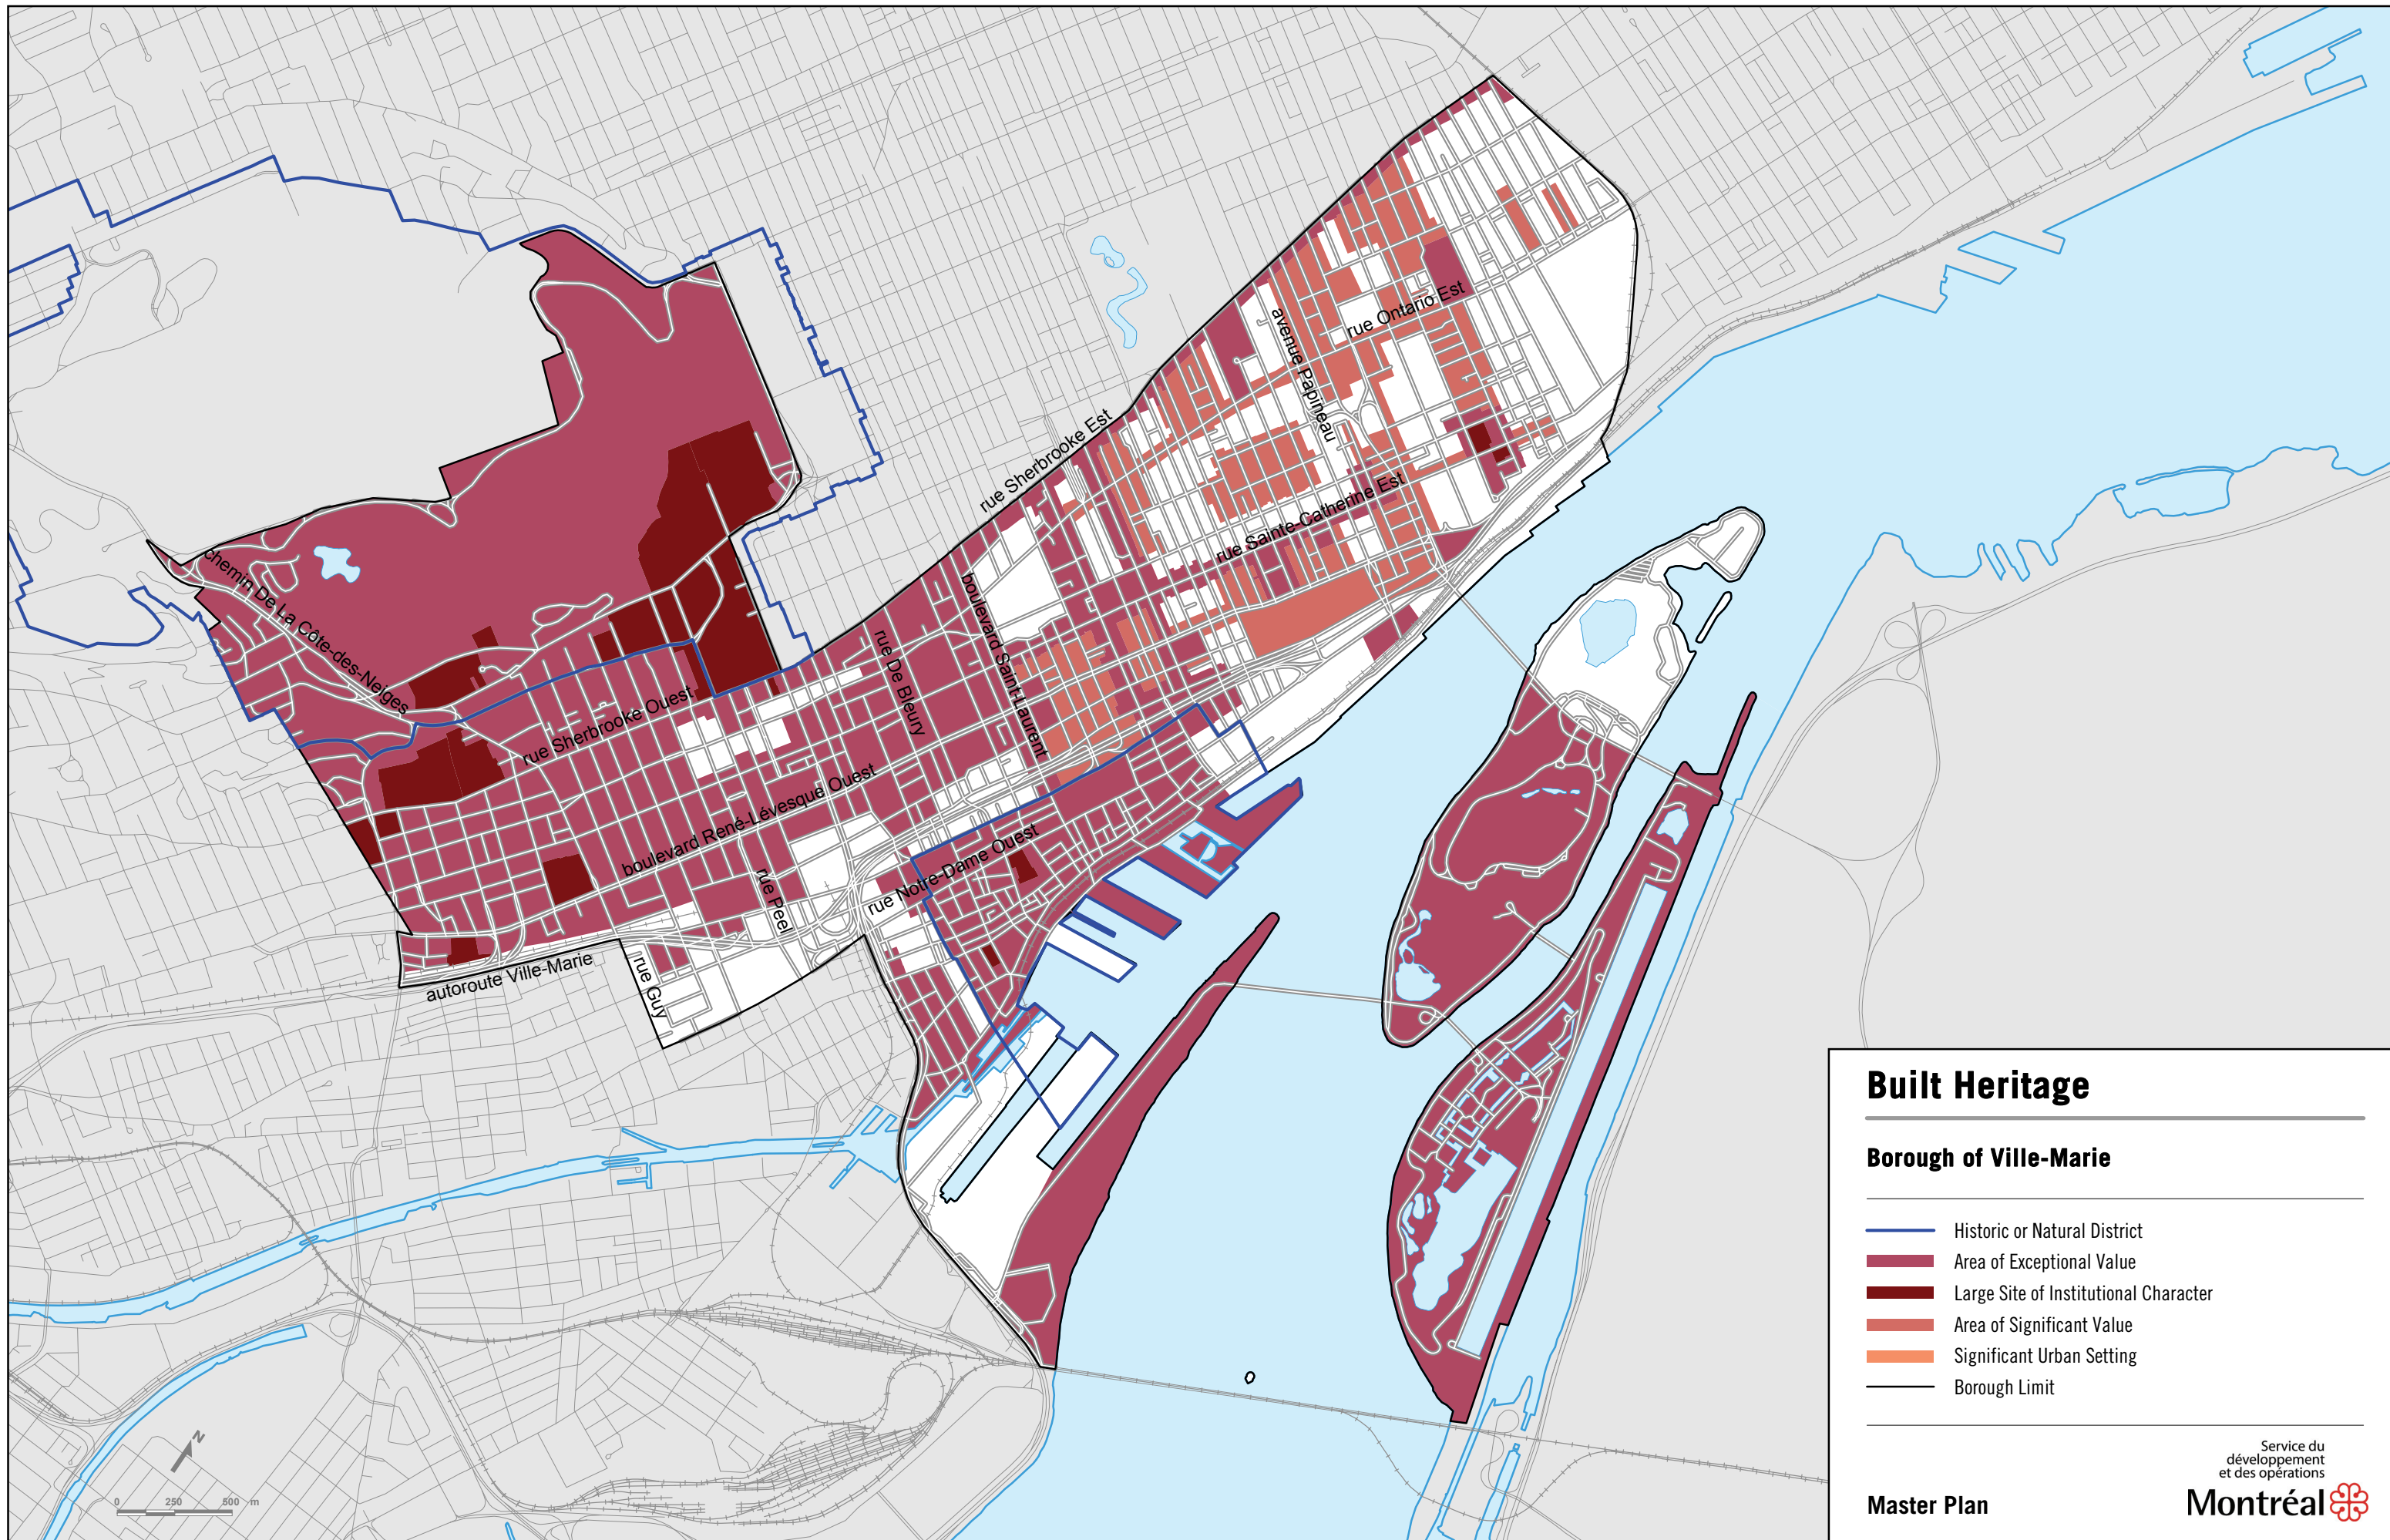 rue Ontario Est
avenue Papineau
rue Sherbrooke Est
rue Sainte-Catherine Est
chemin De La Côte-des-Neiges
boulevard Saint-Laurent
rue De Bleury
rue Sherbrooke Ouest
boulevard René-Lévesque Ouest
rue Notre-Dame Ouest
rue Peel
autoroute Ville-Marie
rue Guy
Built Heritage
Borough of Ville-Marie
Historic or Natural District
Area of Exceptional Value
Large Site of Institutional Character
Area of Significant Value
Significant Urban Setting
Borough Limit
N
0 250 500 m
Service du
développement
et des opérations
Master Plan
Montréal